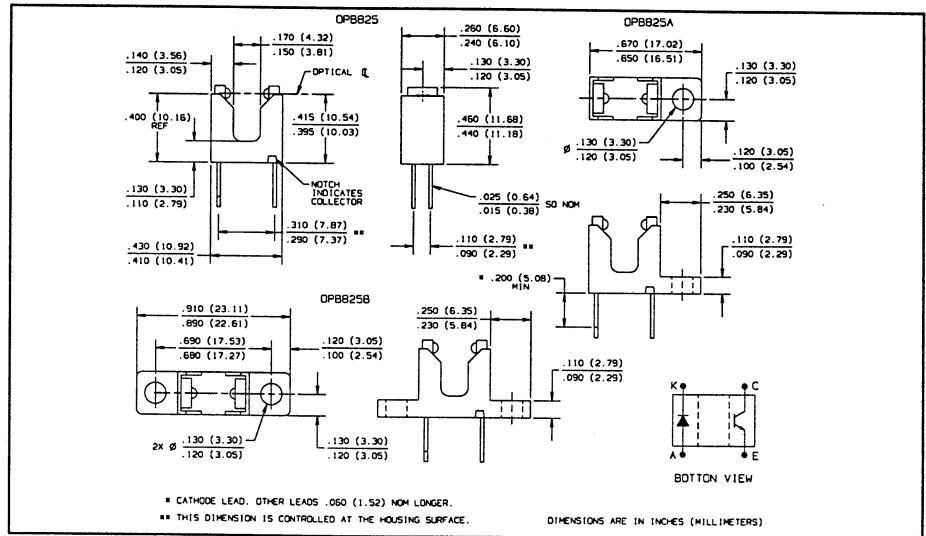 OPB825
.140 (3.56)
.120 (3.05)
.170 (4.32)
.150 (3.81)
OPTICAL ℄
.400 (10.16)
REF
.415 (10.54)
.395 (10.03)
.130 (3.30)
.110 (2.79)
NOTCH
INDICATES
COLLECTOR
.310 (7.87)
.290 (7.37) **
.430 (10.92)
.410 (10.41)
.260 (6.60)
.240 (6.10)
.130 (3.30)
.120 (3.05)
.460 (11.68)
.440 (11.18)
.025 (0.64)
.015 (0.38) SQ NOM
.110 (2.79)
.090 (2.29) **
OPB825A
.670 (17.02)
.650 (16.51)
.130 (3.30)
.120 (3.05)
Ø .130 (3.30)
.120 (3.05)
.120 (3.05)
.100 (2.54)
.250 (6.35)
.230 (5.84)
.110 (2.79)
.090 (2.29)
* .200 (5.08)
MIN
OPB825B
.910 (23.11)
.890 (22.61)
.690 (17.53)
.680 (17.27)
.120 (3.05)
.100 (2.54)
2X Ø .130 (3.30)
.120 (3.05)
.130 (3.30)
.120 (3.05)
.250 (6.35)
.230 (5.84)
.110 (2.79)
.090 (2.29)
K C
A E
BOTTON VIEW
* CATHODE LEAD. OTHER LEADS .060 (1.52) NOM LONGER.
** THIS DIMENSION IS CONTROLLED AT THE HOUSING SURFACE.
DIMENSIONS ARE IN INCHES (MILLIMETERS)